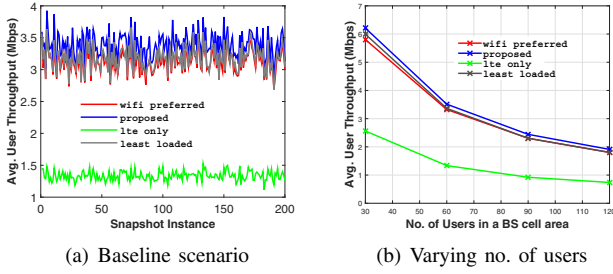 Avg. User Throughput (Mbps)
4
3.5
3
2.5
2
1.5
1
wifi preferred
proposed
lte only
least loaded
0 50 100 150 200
Snapshot Instance
(a) Baseline scenario
Avg. User Throughput (Mbps)
7
6
5
4
3
2
1
0
wifi preferred
proposed
lte only
least loaded
30 40 50 60 70 80 90 100 110 120
No. of Users in a BS cell area
(b) Varying no. of users